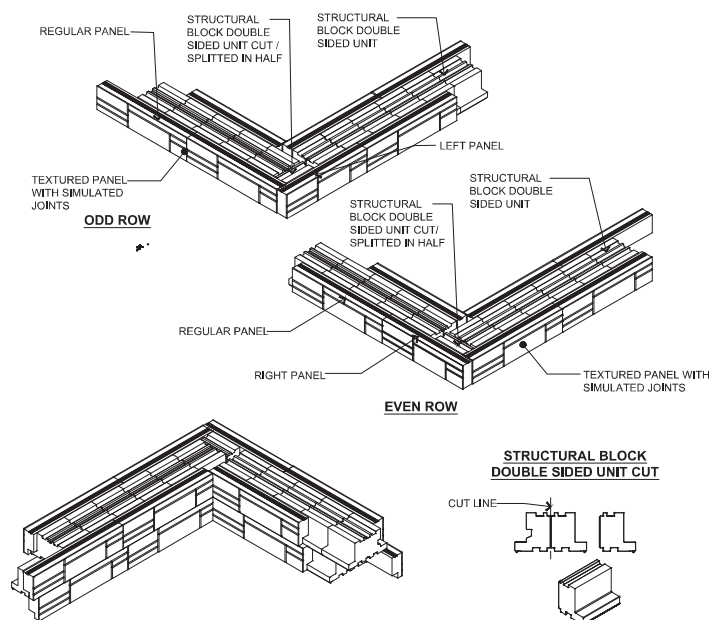 REGULAR PANEL
STRUCTURAL
BLOCK DOUBLE
SIDED UNIT CUT /
SPLITTED IN HALF
STRUCTURAL
BLOCK DOUBLE
SIDED UNIT
LEFT PANEL
TEXTURED PANEL
WITH SIMULATED
JOINTS
ODD ROW
STRUCTURAL
BLOCK DOUBLE
SIDED UNIT
STRUCTURAL
BLOCK DOUBLE
SIDED UNIT CUT/
SPLITTED IN HALF
REGULAR PANEL
RIGHT PANEL
TEXTURED PANEL WITH
SIMULATED JOINTS
EVEN ROW
STRUCTURAL BLOCK
DOUBLE SIDED UNIT CUT
CUT LINE